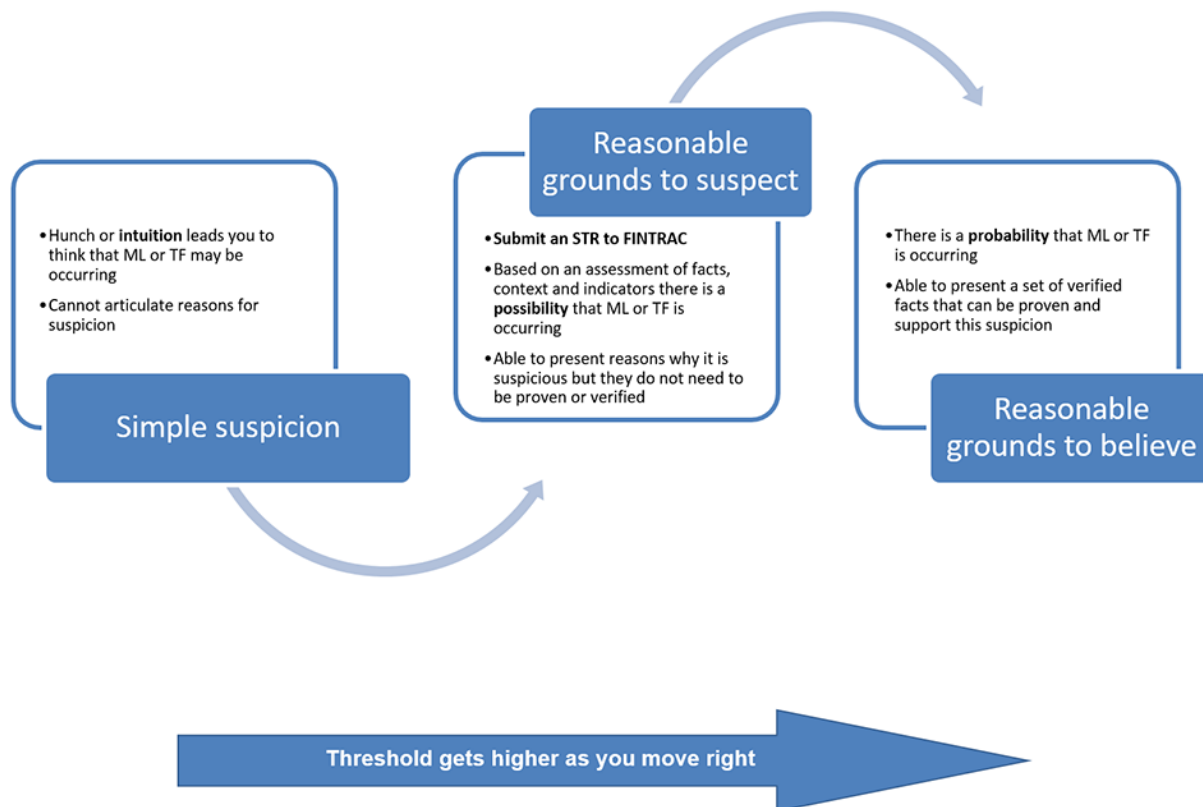 •Hunch or intuition leads you to
think that ML or TF may be
occurring
•Cannot articulate reasons for
suspicion
Simple suspicion
Reasonable
grounds to suspect
•Submit an STR to FINTRAC
•Based on an assessment of facts,
context and indicators there is a
possibility that ML or TF is
occurring
•Able to present reasons why it is
suspicious but they do not need to
be proven or verified
•There is a probability that ML or TF
is occurring
•Able to present a set of verified
facts that can be proven and
support this suspicion
Reasonable
grounds to believe
Threshold gets higher as you move right